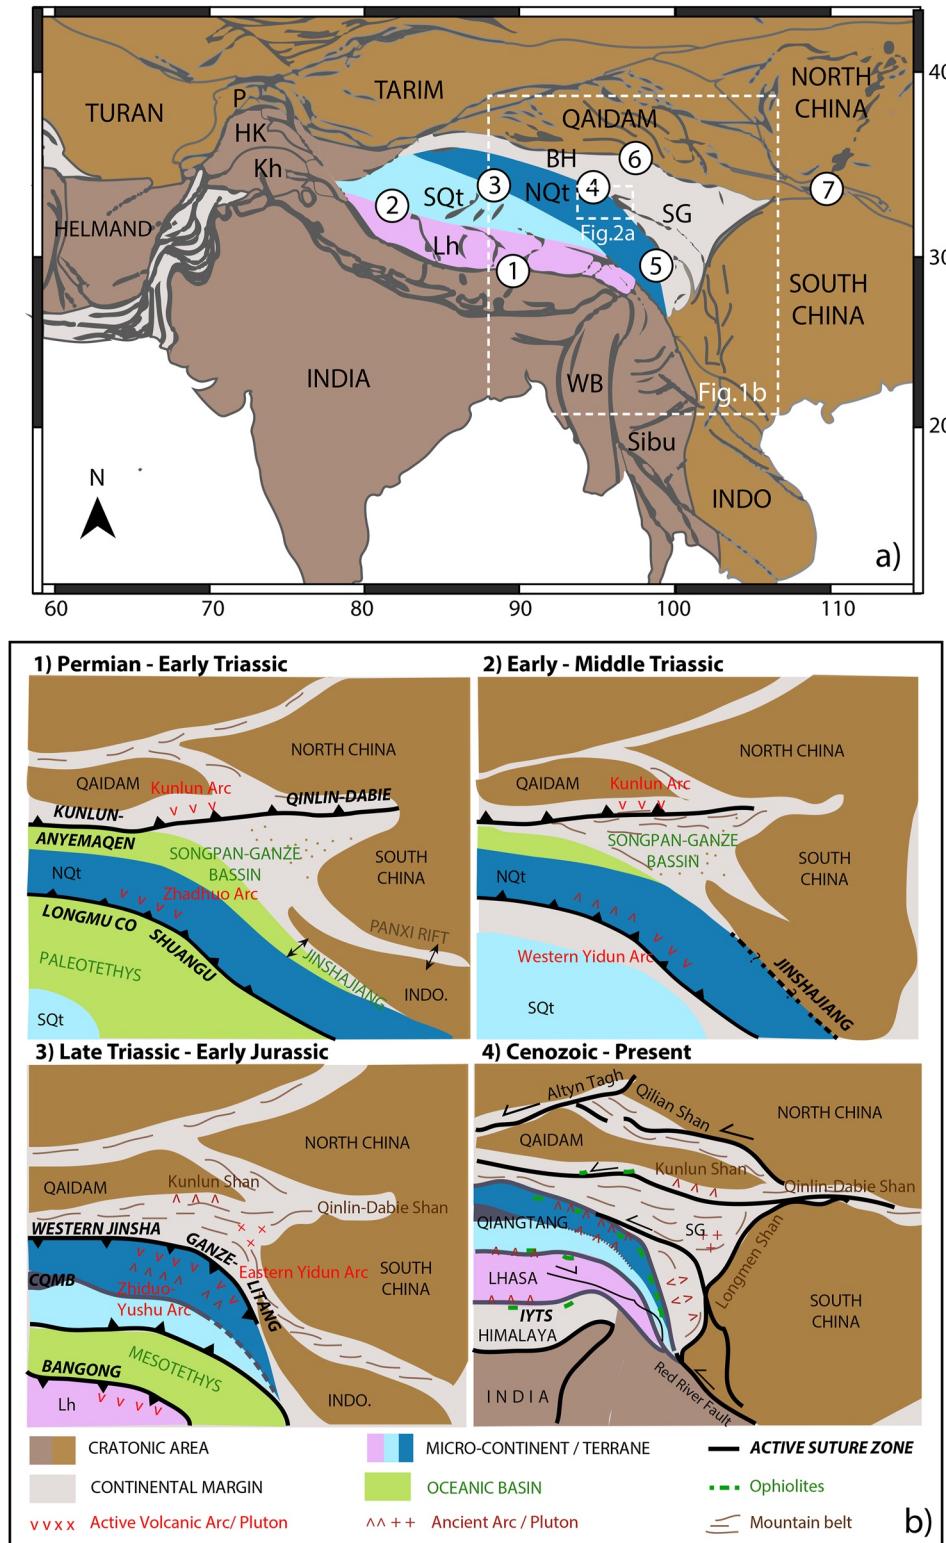 TURAN
TARIM
NORTH
CHINA
P
QAIDAM
HK
Kh
BH
6
3
NQt
4
7
2
SQt
SG
HELMAND
Fig.2a
Lh
5
1
SOUTH
CHINA
INDIA
WB
Fig.1b
Sibu
N
INDO
a)
60
70
80
90
100
110
1) Permian - Early Triassic
NORTH CHINA
QAIDAM
Kunlun Arc
QINLIN-DABIE
KUNLUN-
ANYEMAQEN
SONGPAN-GANZE
BASSIN
SOUTH
CHINA
NQt
Zhadhuo Arc
LONGMU CO
SHUANGU
PANXI RIFT
PALEOTETHYS
JINSHAJIANG
INDO.
SQt
2) Early - Middle Triassic
NORTH CHINA
QAIDAM
Kunlun Arc
SONGPAN-GANZE
BASSIN
SOUTH
CHINA
NQt
Western Yidun Arc
?
JINSHAJIANG
?
SQt
3) Late Triassic - Early Jurassic
NORTH CHINA
QAIDAM
Kunlun Shan
Qinlin-Dabie Shan
WESTERN JINSHA
GANZE-
LITANG
Eastern Yidun Arc
SOUTH
CHINA
CQMB
Zhiduo-
Yushu Arc
MESOTETHYS
BANGONG
Lh
INDO.
4) Cenozoic - Present
Altyn Tagh
Qilian Shan
NORTH CHINA
QAIDAM
Kunlun Shan
Qinlin-Dabie Shan
QIANGTANG
SG
Longmen Shan
LHASA
SOUTH
CHINA
IYTS
HIMALAYA
INDIA
Red River Fault
CRATONIC AREA
MICRO-CONTINENT / TERRANE
ACTIVE SUTURE ZONE
CONTINENTAL MARGIN
OCEANIC BASIN
Ophiolites
Active Volcanic Arc/ Pluton
Ancient Arc / Pluton
Mountain belt
b)